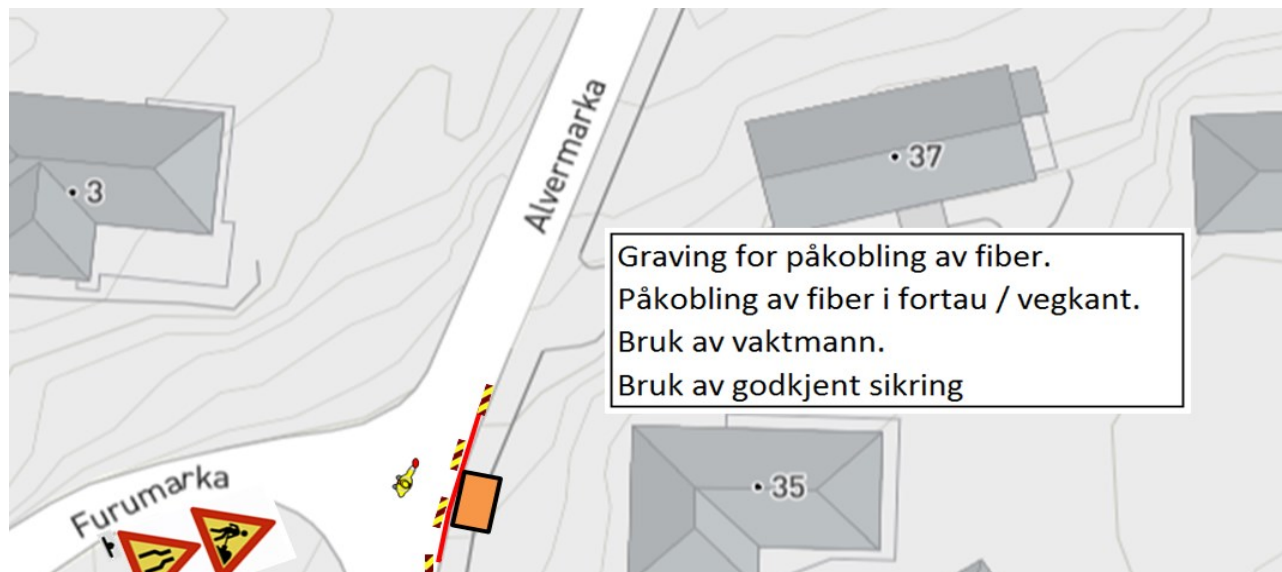 Alvermarka
37
3
Graving for påkobling av fiber.
Påkobling av fiber i fortau / vegkant.
Bruk av vaktmann.
Bruk av godkjent sikring
35
Furumarka